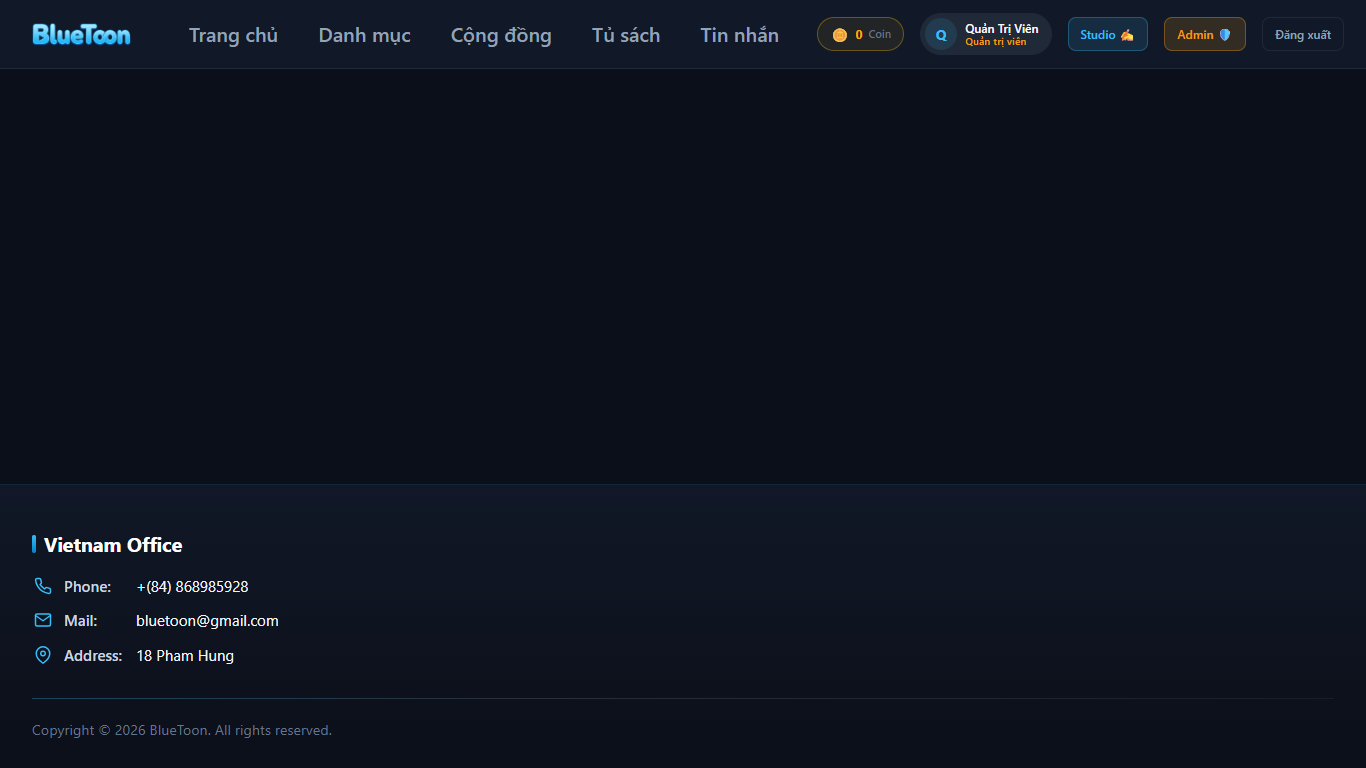 BlueToon
Trang chủ
Danh mục
Cộng đồng
Tủ sách
Tin nhắn
0 Coin
Q
Quản Trị Viên
Quản trị viên
Studio ✍️
Admin 🛡️
Đăng xuất
Vietnam Office
Phone: +(84) 868985928
Mail: bluetoon@gmail.com
Address: 18 Pham Hung
Copyright © 2026 BlueToon. All rights reserved.